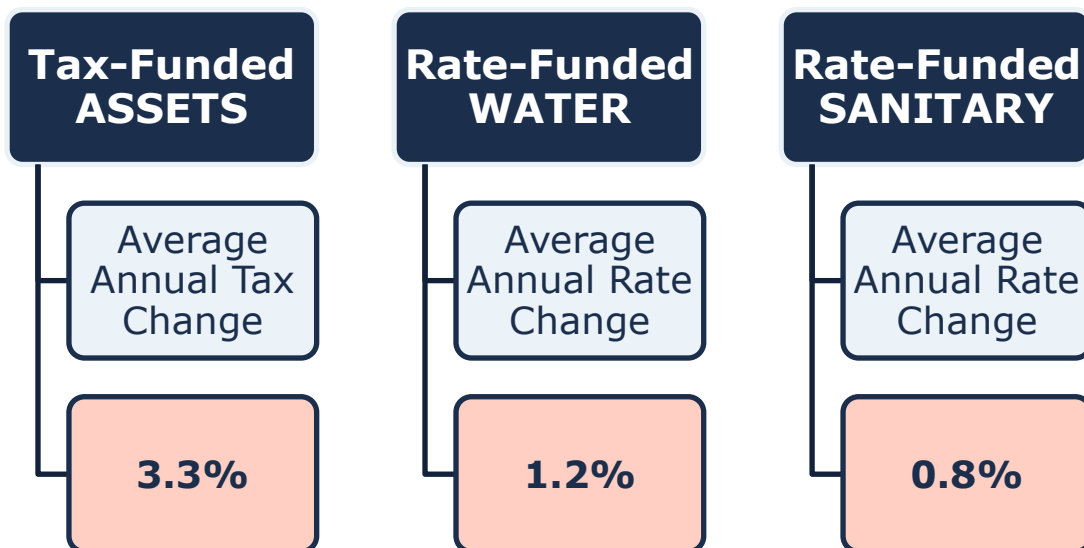 Tax-Funded
ASSETS
Average
Annual Tax
Change
3.3%
Rate-Funded
WATER
Average
Annual Rate
Change
1.2%
Rate-Funded
SANITARY
Average
Annual Rate
Change
0.8%